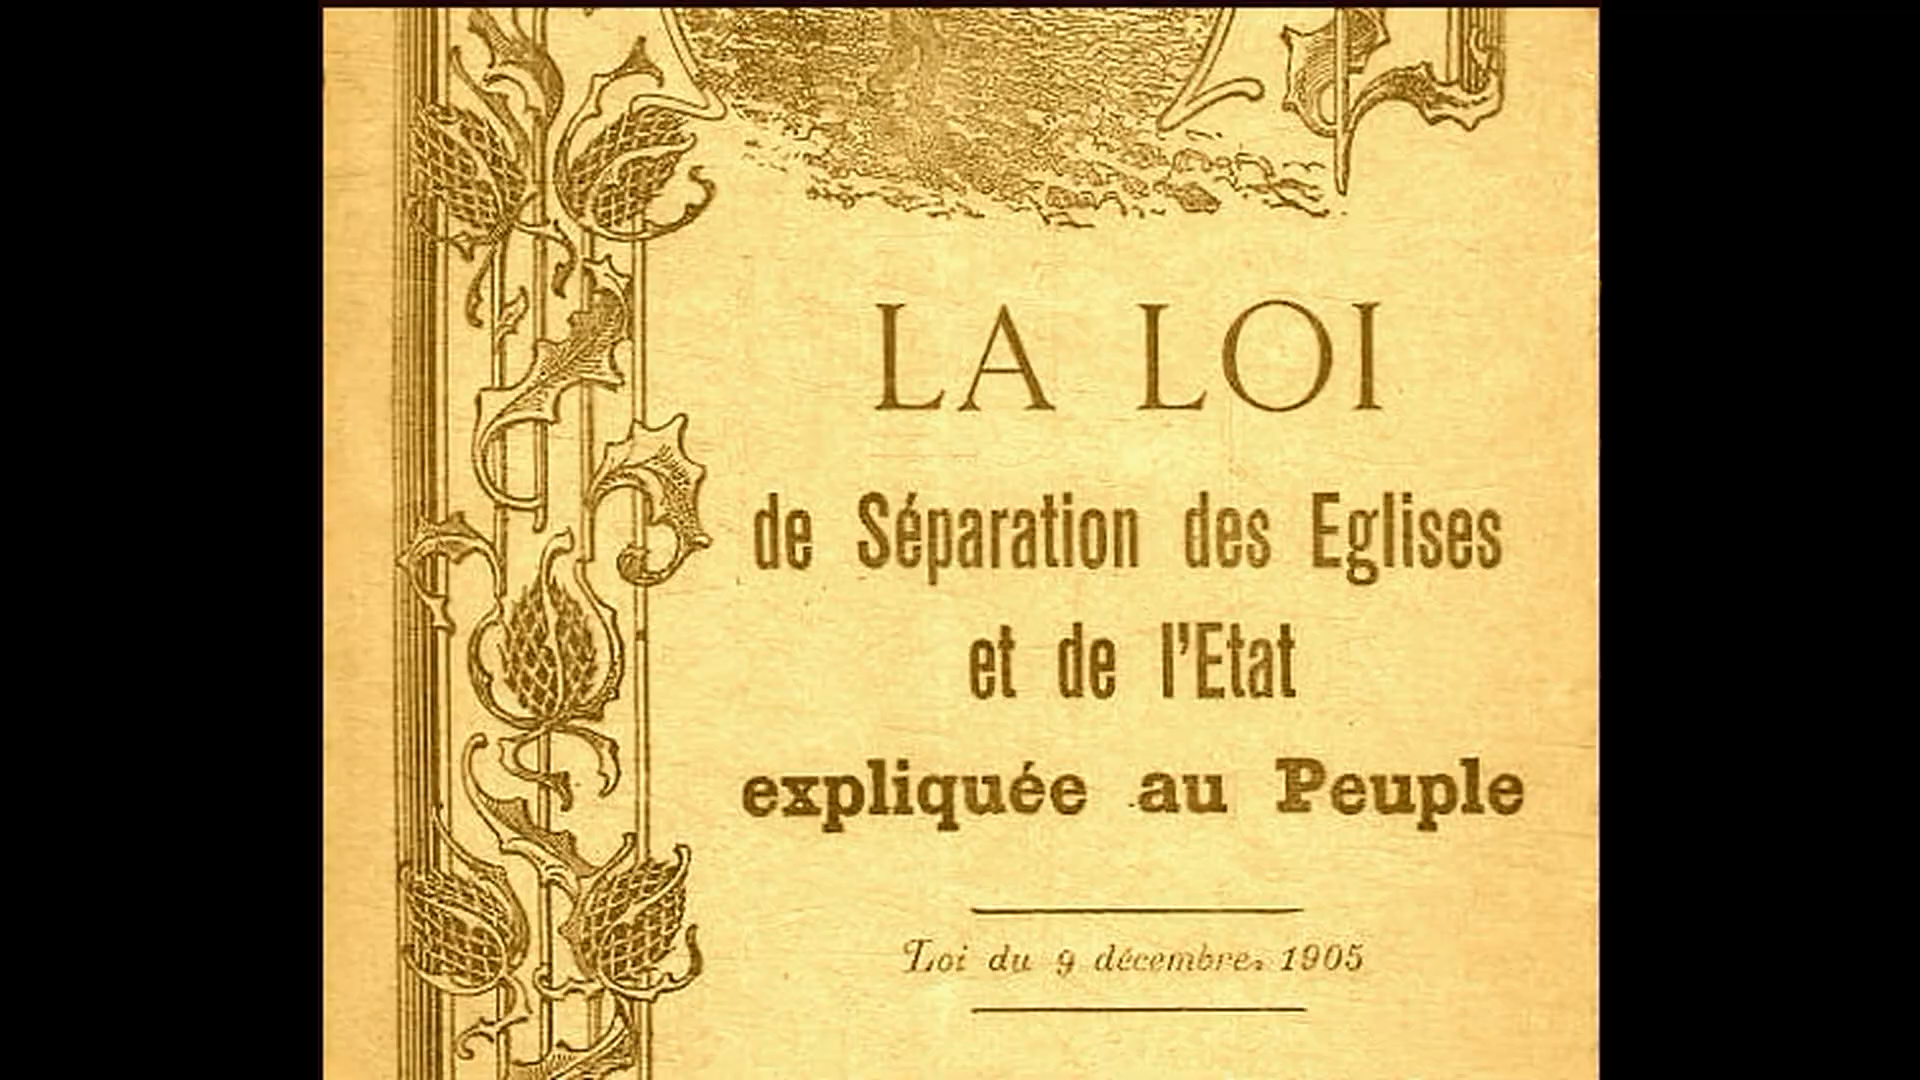 LA LOI
de Séparation des Eglises
et de l'Etat
expliquée au Peuple
Loi du 9 décembre 1905